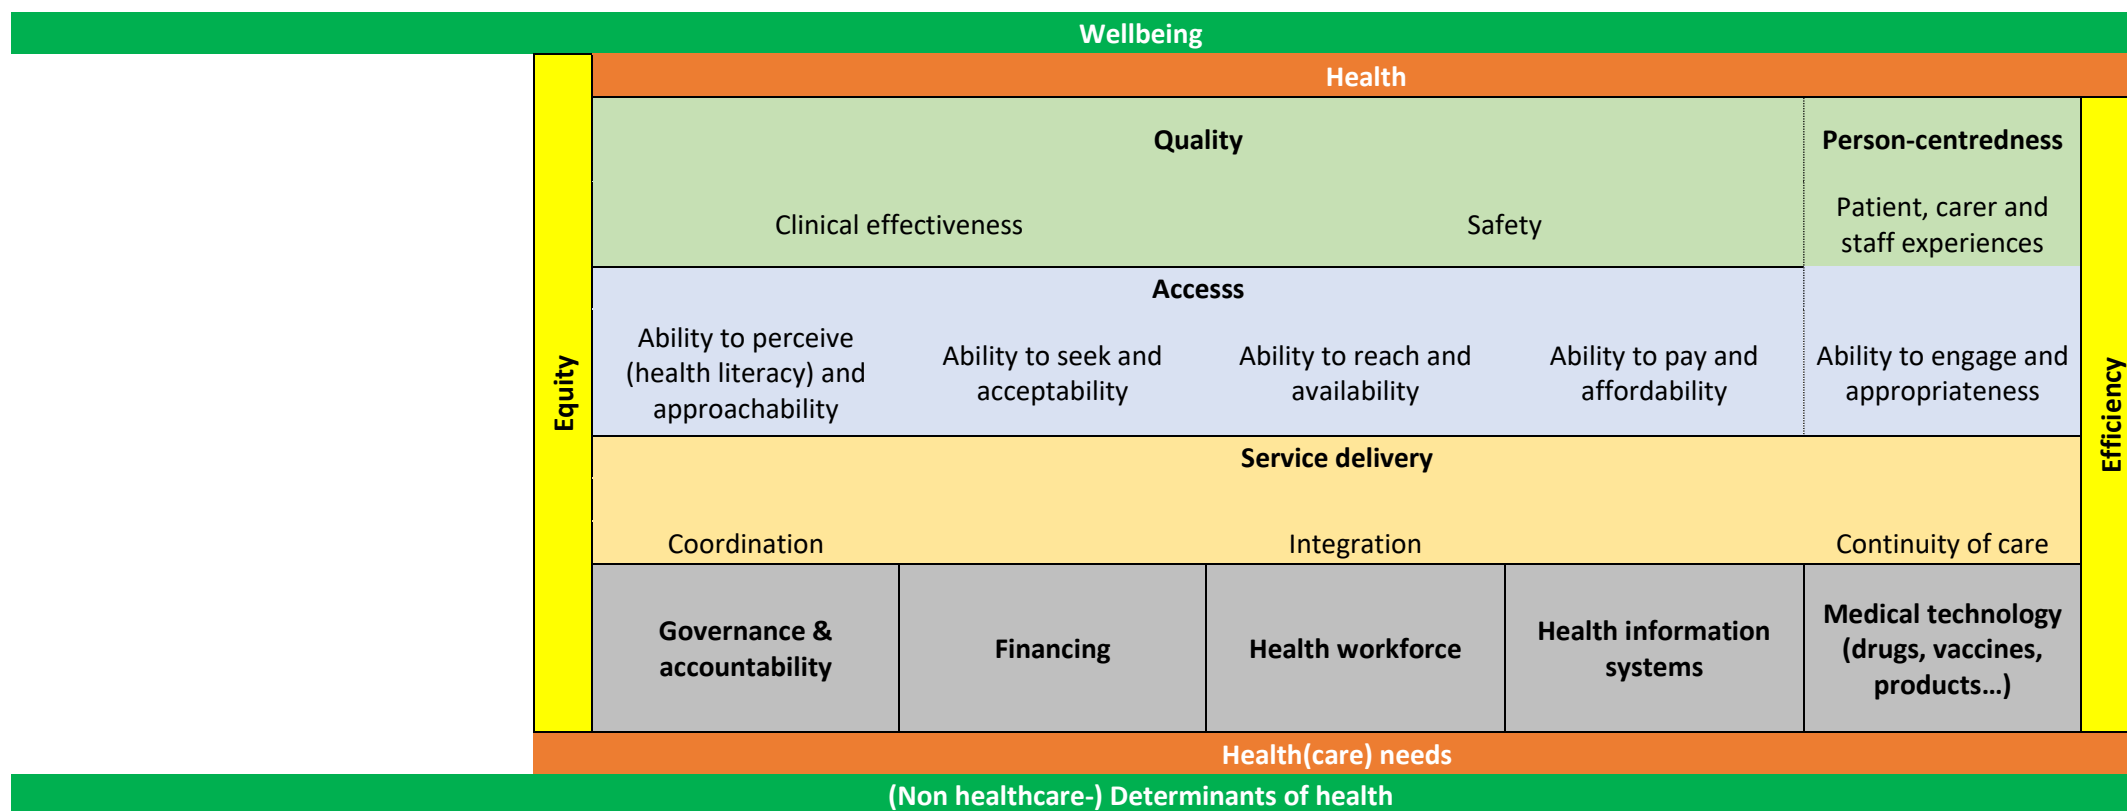 Wellbeing
Health
Quality
Person-centredness
Clinical effectiveness
Safety
Patient, carer and
staff experiences
Accesss
Ability to perceive
(health literacy) and
approachability
Ability to seek and
acceptability
Ability to reach and
availability
Ability to pay and
affordability
Ability to engage and
appropriateness
Equity
Efficiency
Service delivery
Coordination
Integration
Continuity of care
Governance &
accountability
Financing
Health workforce
Health information
systems
Medical technology
(drugs, vaccines,
products…)
Health(care) needs
(Non healthcare-) Determinants of health